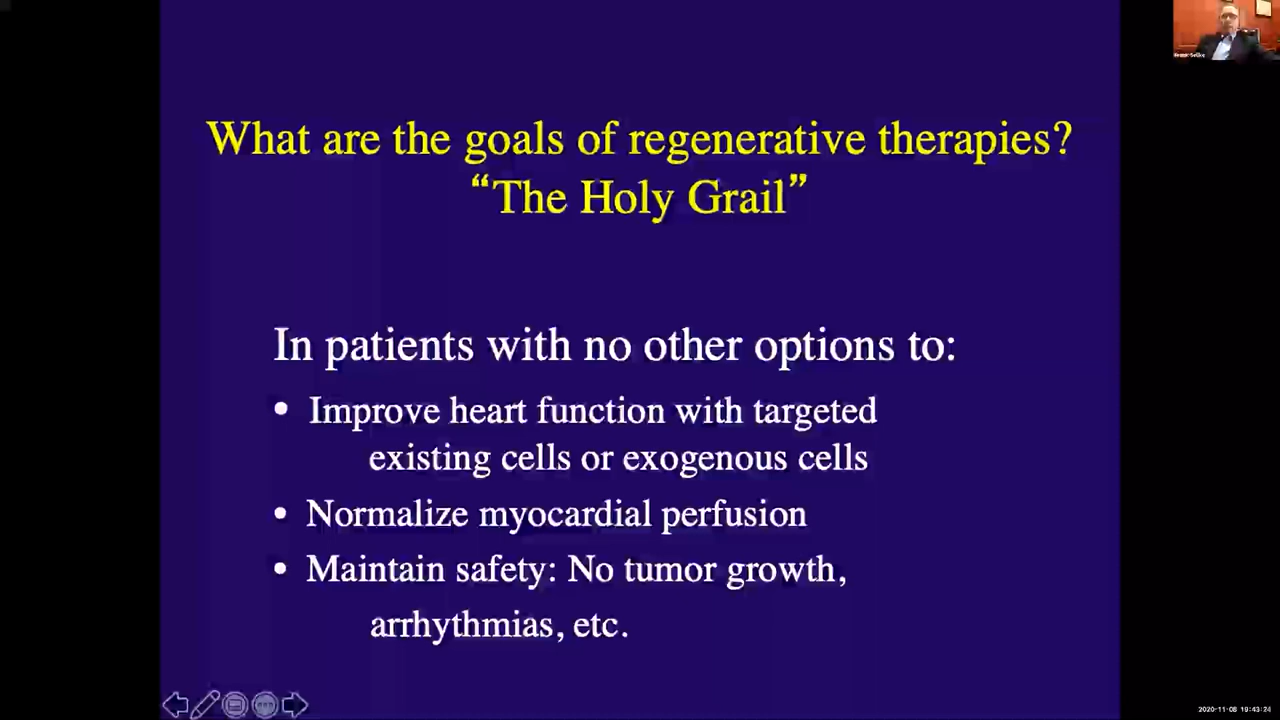 What are the goals of regenerative therapies?
“The Holy Grail”
In patients with no other options to:
• Improve heart function with targeted
existing cells or exogenous cells
• Normalize myocardial perfusion
• Maintain safety: No tumor growth,
arrhythmias, etc.
2020-11-08 19:43:24